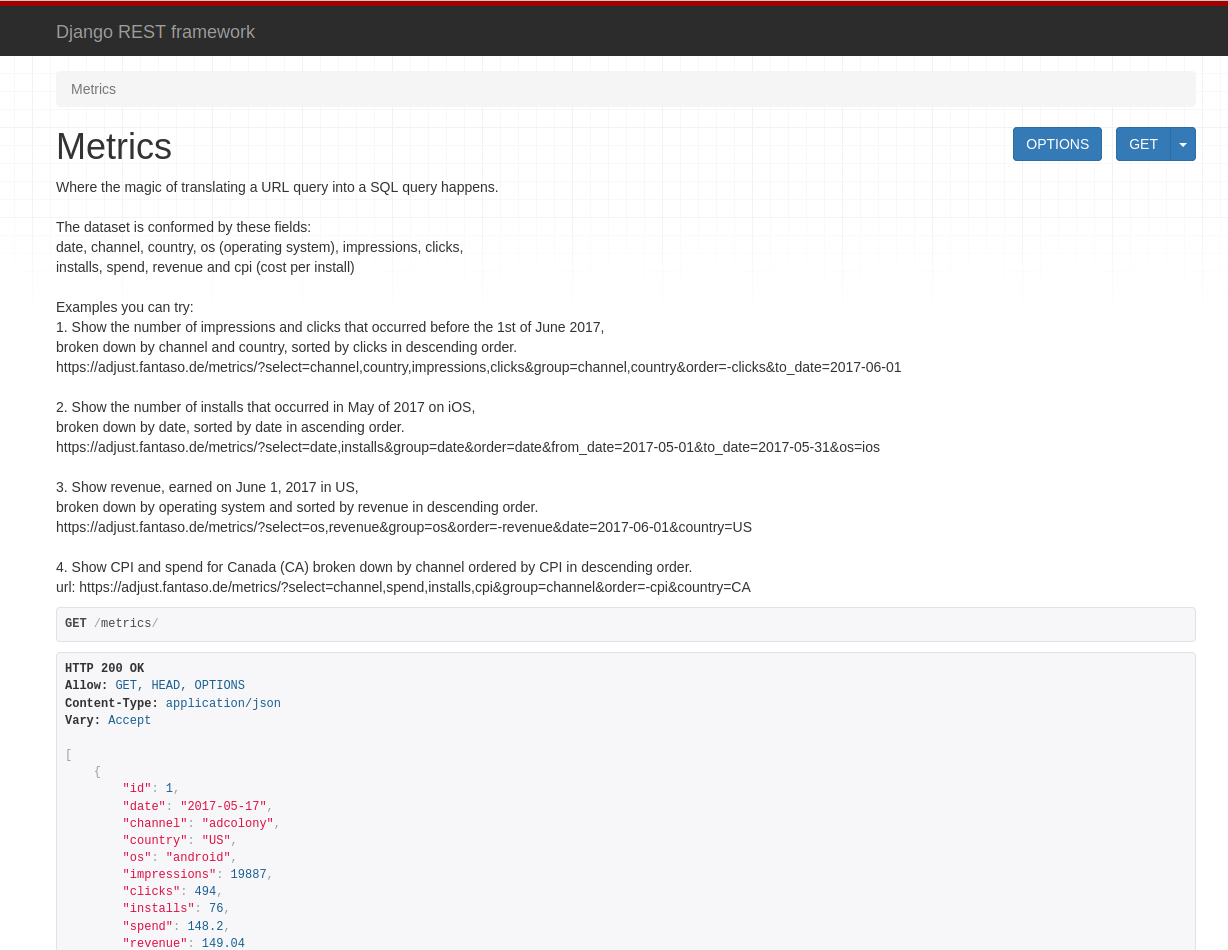 Django REST framework
Metrics
Metrics
OPTIONS GET
Where the magic of translating a URL query into a SQL query happens.
The dataset is conformed by these fields:
date, channel, country, os (operating system), impressions, clicks,
installs, spend, revenue and cpi (cost per install)
Examples you can try:
1. Show the number of impressions and clicks that occurred before the 1st of June 2017,
broken down by channel and country, sorted by clicks in descending order.
https://adjust.fantaso.de/metrics/?select=channel,country,impressions,clicks&group=channel,country&order=-clicks&to_date=2017-06-01
2. Show the number of installs that occurred in May of 2017 on iOS,
broken down by date, sorted by date in ascending order.
https://adjust.fantaso.de/metrics/?select=date,installs&group=date&order=date&from_date=2017-05-01&to_date=2017-05-31&os=ios
3. Show revenue, earned on June 1, 2017 in US,
broken down by operating system and sorted by revenue in descending order.
https://adjust.fantaso.de/metrics/?select=os,revenue&group=os&order=-revenue&date=2017-06-01&country=US
4. Show CPI and spend for Canada (CA) broken down by channel ordered by CPI in descending order.
url: https://adjust.fantaso.de/metrics/?select=channel,spend,installs,cpi&group=channel&order=-cpi&country=CA
GET /metrics/
HTTP 200 OK
Allow: GET, HEAD, OPTIONS
Content-Type: application/json
Vary: Accept
[
{
"id": 1,
"date": "2017-05-17",
"channel": "adcolony",
"country": "US",
"os": "android",
"impressions": 19887,
"clicks": 494,
"installs": 76,
"spend": 148.2,
"revenue": 149.04